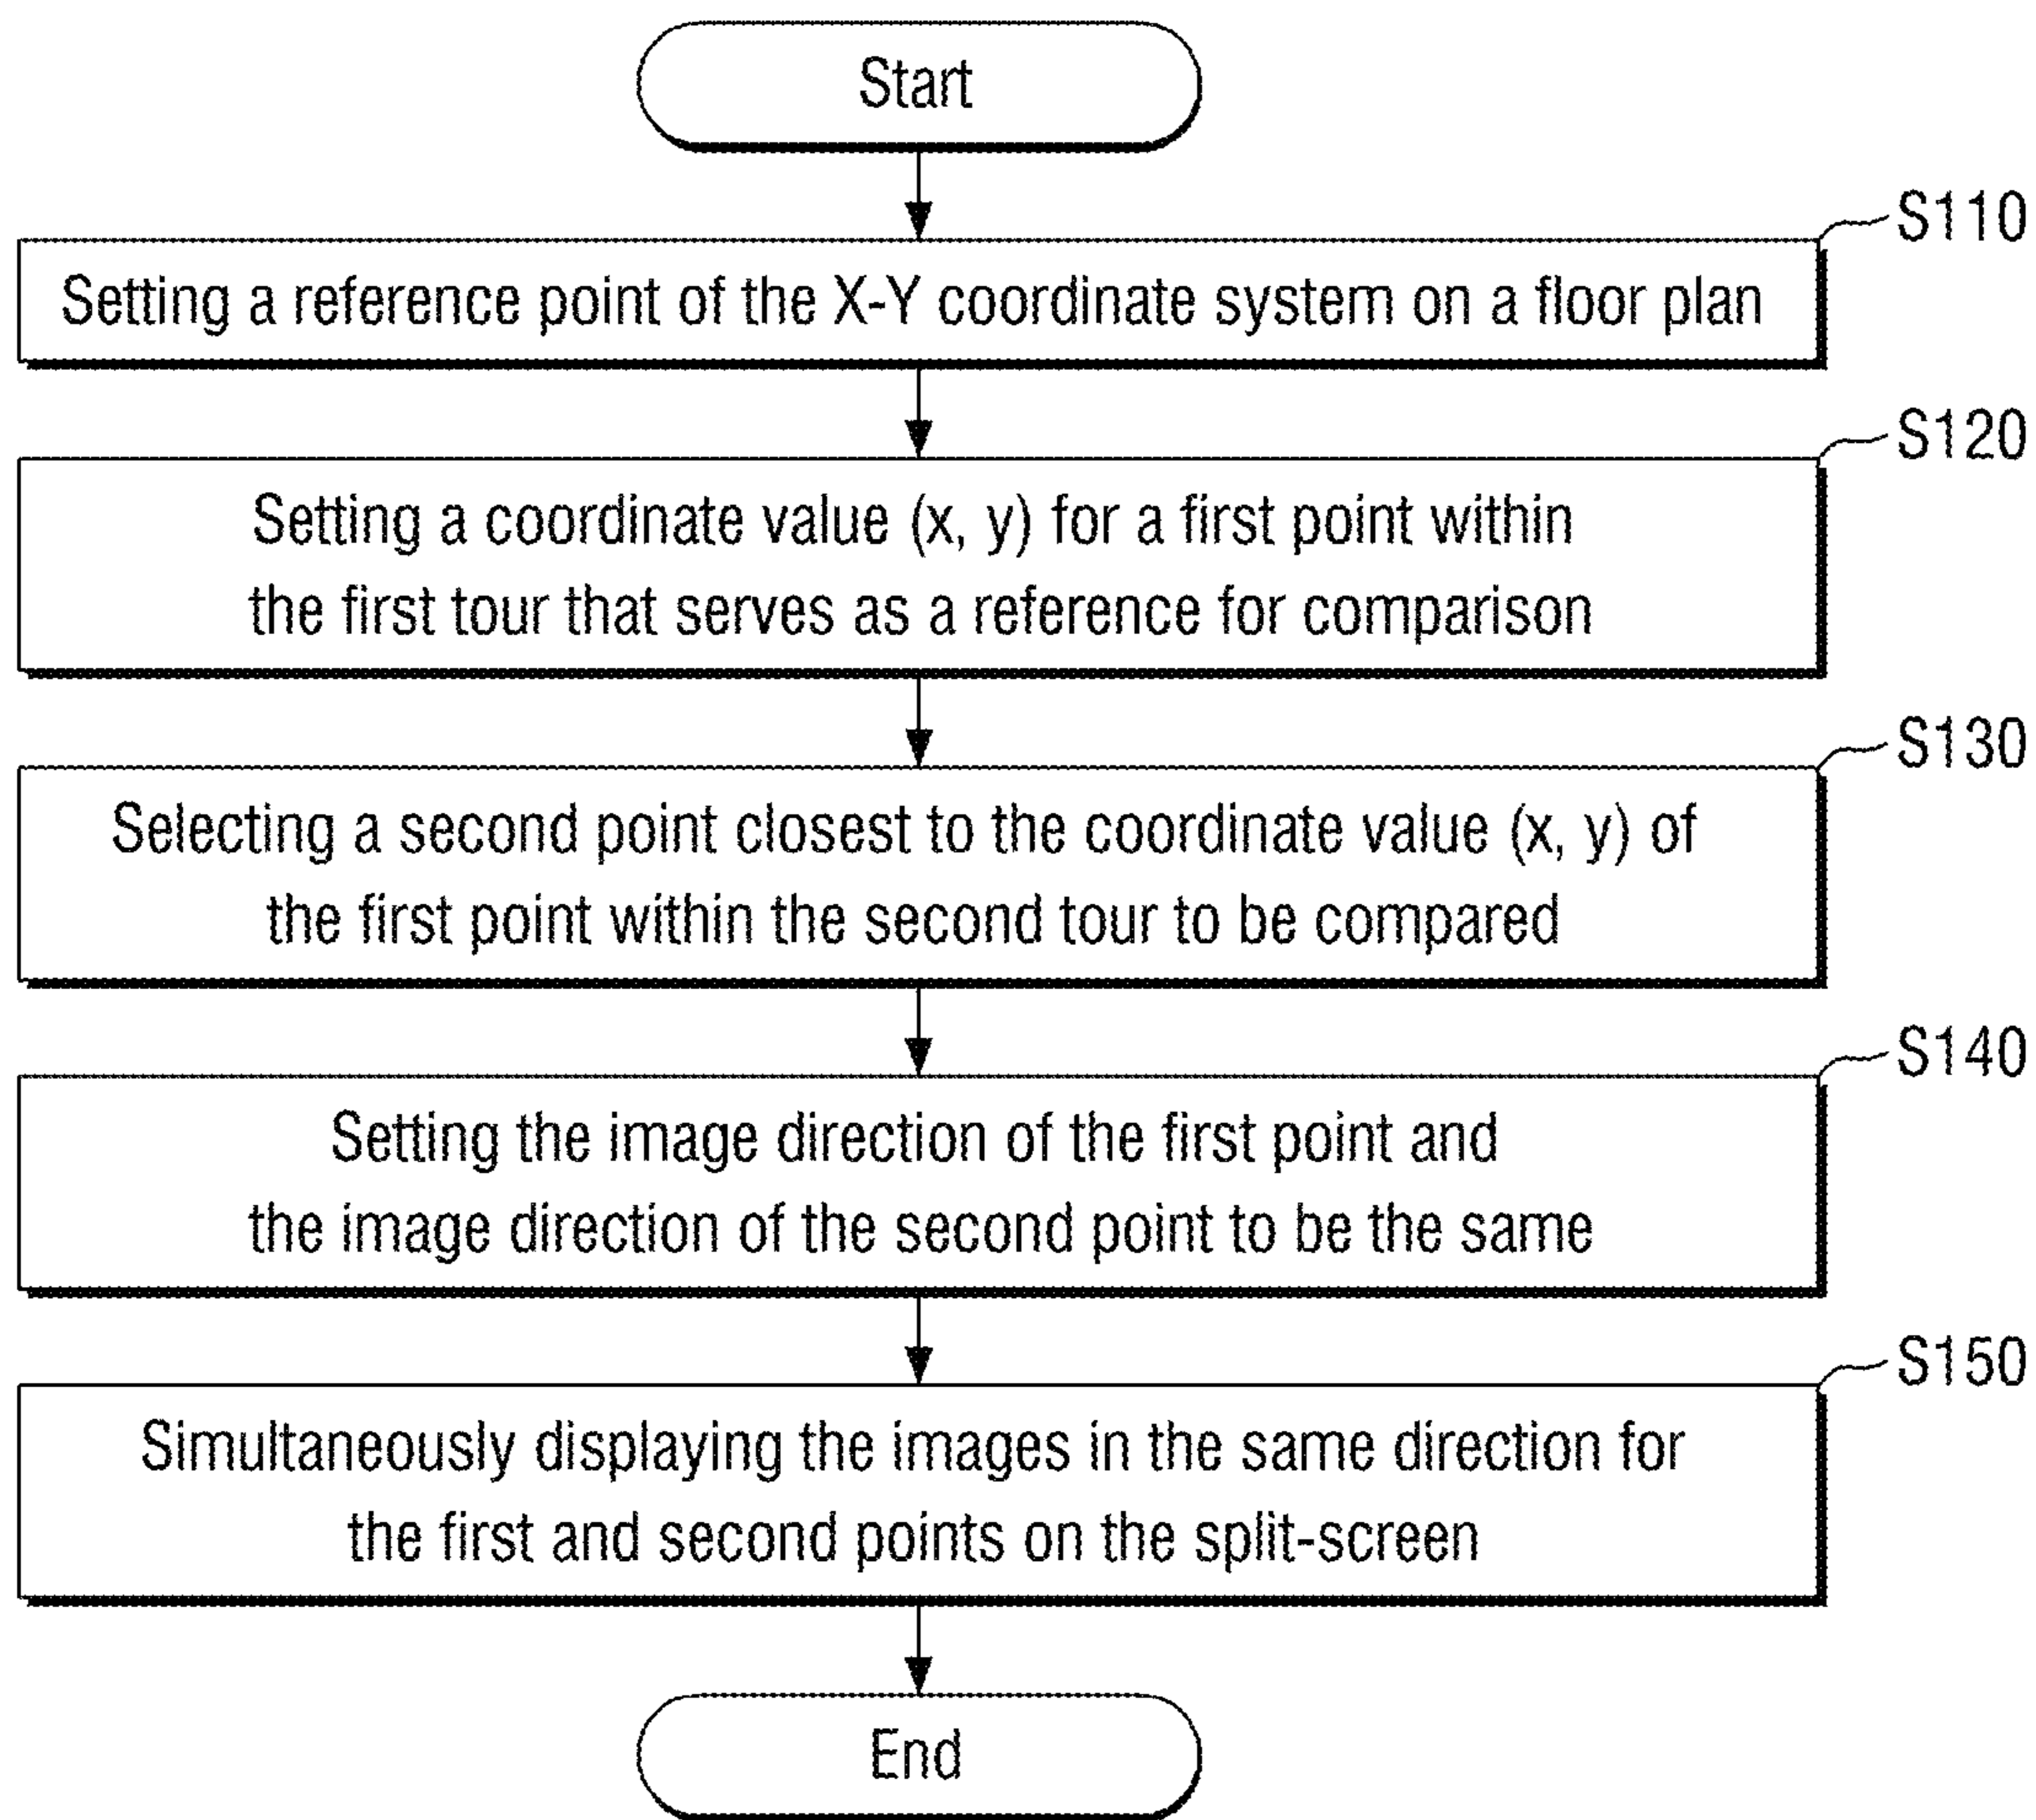 Start
S110
Setting a reference point of the X-Y coordinate system on a floor plan
S120
Setting a coordinate value (x, y) for a first point within
the first tour that serves as a reference for comparison
S130
Selecting a second point closest to the coordinate value (x, y) of
the first point within the second tour to be compared
S140
Setting the image direction of the first point and
the image direction of the second point to be the same
S150
Simultaneously displaying the images in the same direction for
the first and second points on the split-screen
End